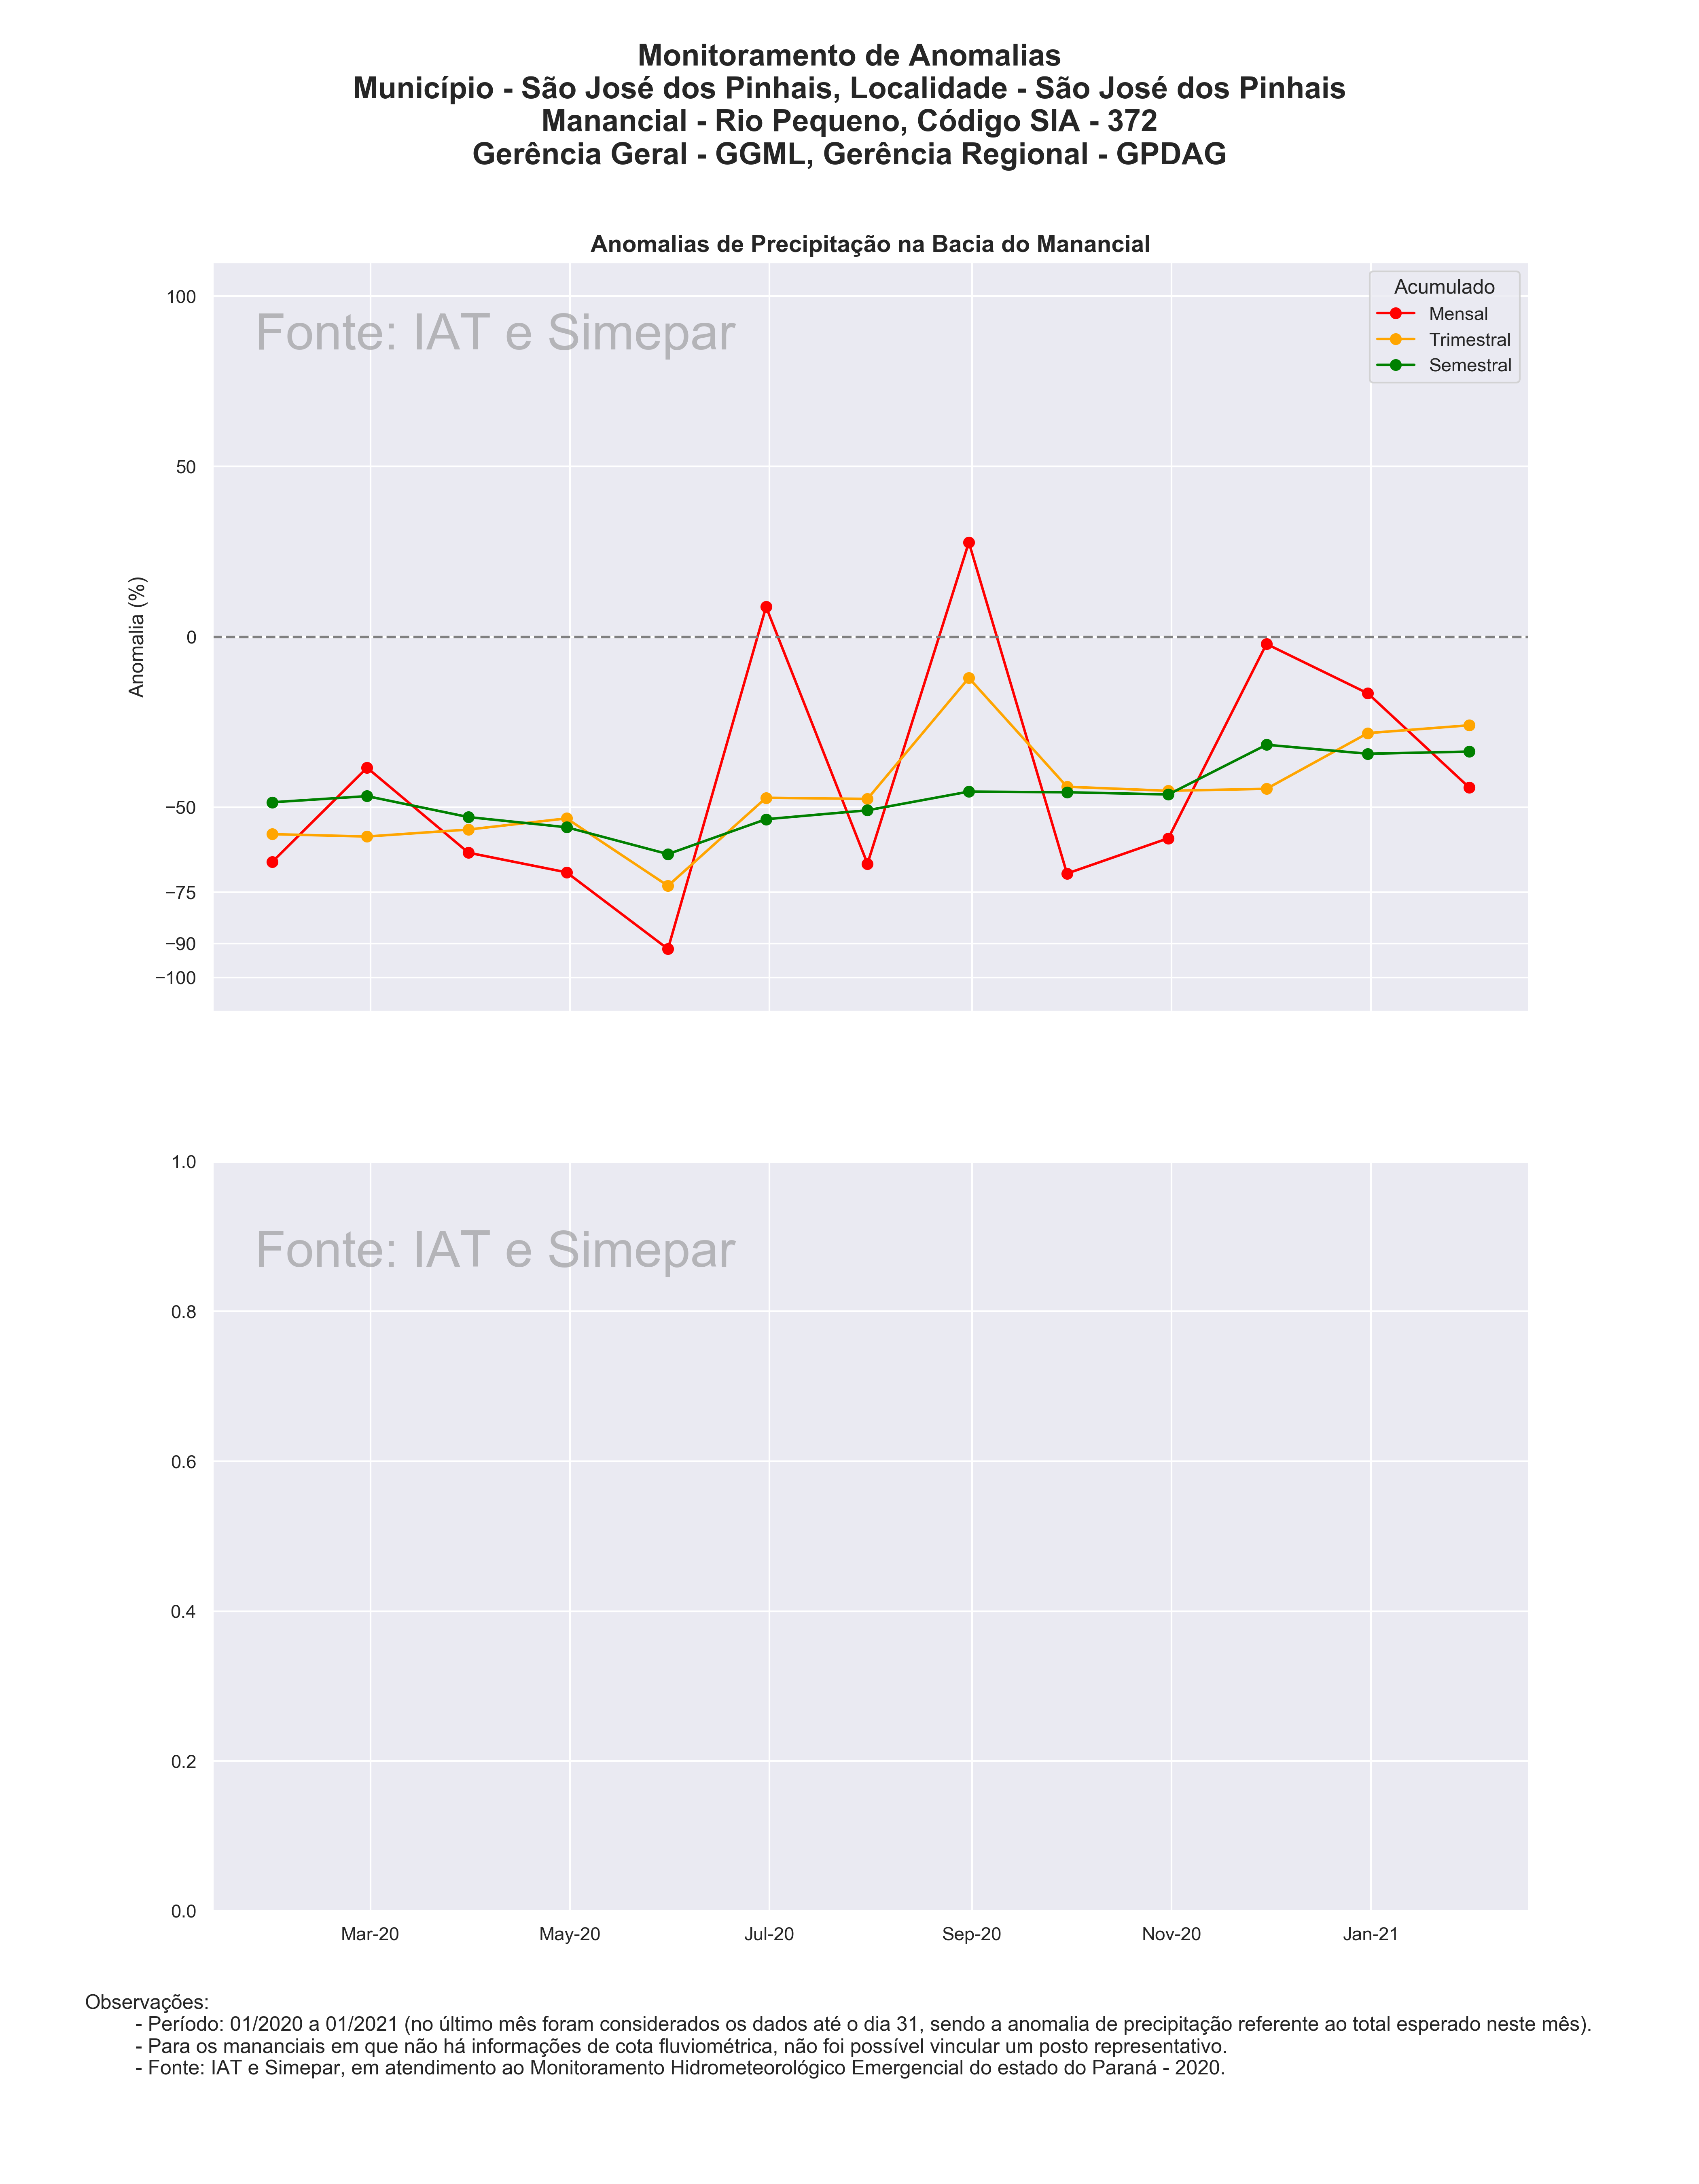 Monitoramento de Anomalias
Município - São José dos Pinhais, Localidade - São José dos Pinhais
Manancial - Rio Pequeno, Código SIA - 372
Gerência Geral - GGML, Gerência Regional - GPDAG
Anomalias de Precipitação na Bacia do Manancial
Fonte: IAT e Simepar
Acumulado
Mensal
Trimestral
Semestral
Anomalia (%)
100
50
0
−50
−75
−90
−100
Fonte: IAT e Simepar
1.0
0.8
0.6
0.4
0.2
0.0
Mar-20 May-20 Jul-20 Sep-20 Nov-20 Jan-21
Observações:
- Período: 01/2020 a 01/2021 (no último mês foram considerados os dados até o dia 31, sendo a anomalia de precipitação referente ao total esperado neste mês).
- Para os mananciais em que não há informações de cota fluviométrica, não foi possível vincular um posto representativo.
- Fonte: IAT e Simepar, em atendimento ao Monitoramento Hidrometeorológico Emergencial do estado do Paraná - 2020.